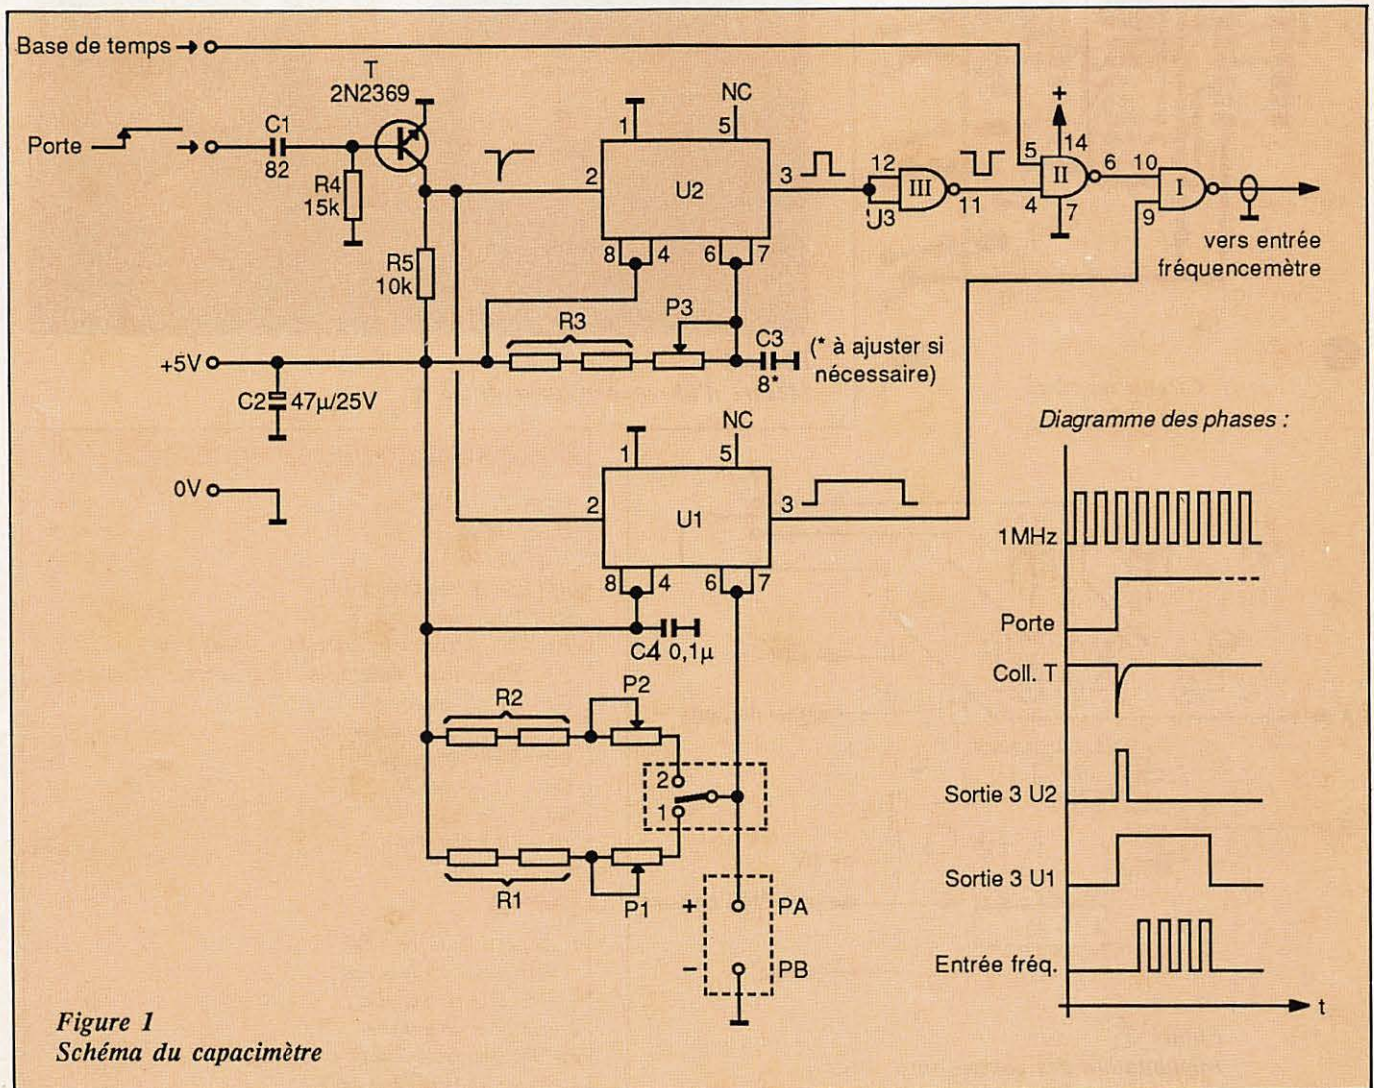 Base de temps
T
2N2369
Porte
C1
82
R4
15k
R5
10k
+5V
C2
47µ/25V
0V
1
NC
5
2
U2
3
8
4
6
7
12
III
11
U3
5
4
II
+
14
7
6
10
9
I
vers entrée
fréquencemètre
R3
P3
C3
8*
(* à ajuster si
nécessaire)
1
NC
5
2
U1
3
8
4
6
7
C4 0,1µ
R2
P2
2
1
R1
P1
+
PA
−
PB
Diagramme des phases :
1MHz
Porte
Coll. T
Sortie 3 U2
Sortie 3 U1
Entrée fréq.
t
Figure 1
Schéma du capacimètre